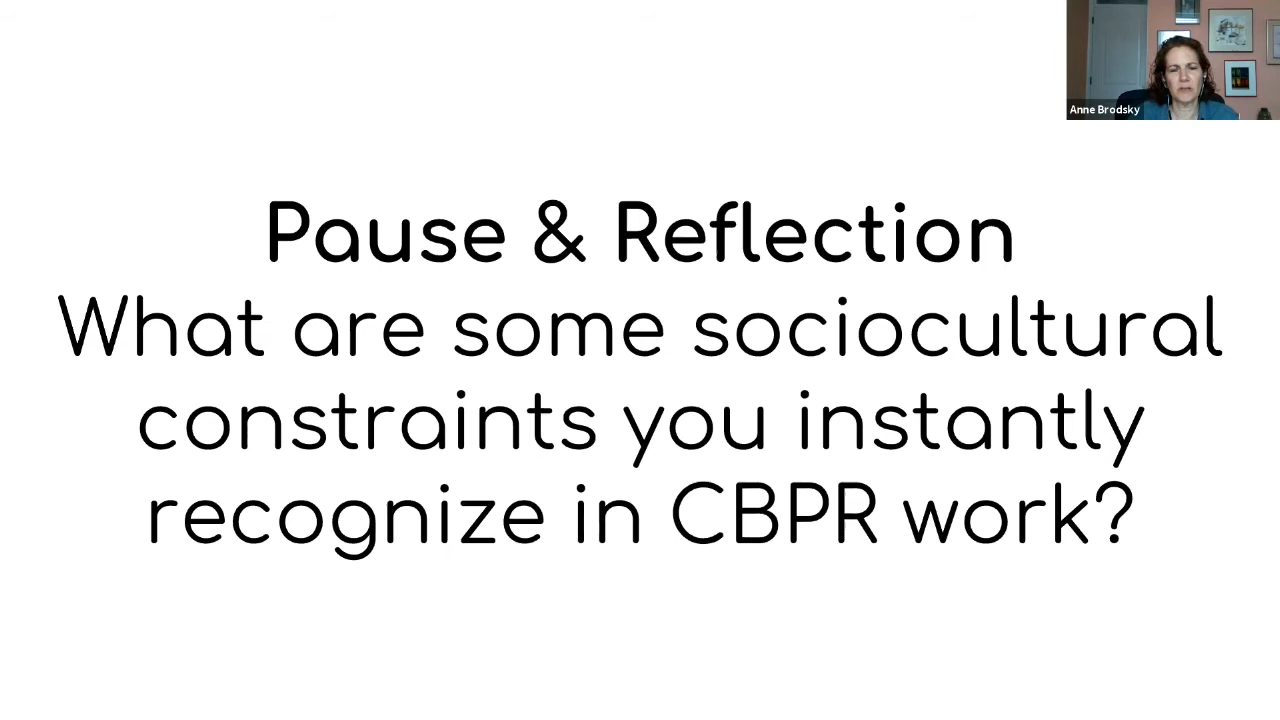 Anne Brodsky
Pause & Reflection
What are some sociocultural
constraints you instantly
recognize in CBPR work?